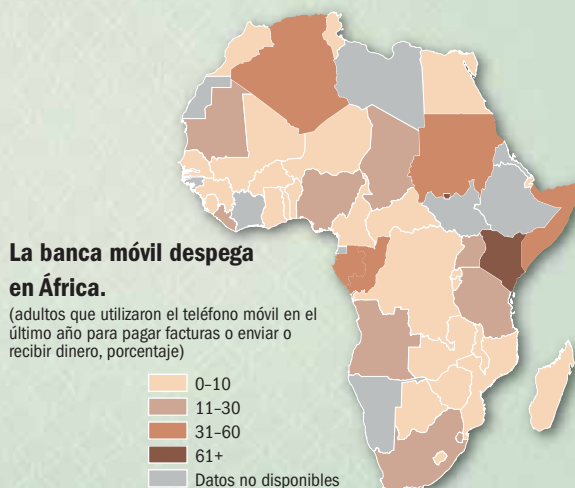 La banca móvil despega
en África.
(adultos que utilizaron el teléfono móvil en el
último año para pagar facturas o enviar o
recibir dinero, porcentaje)
0–10
11–30
31–60
61+
Datos no disponibles